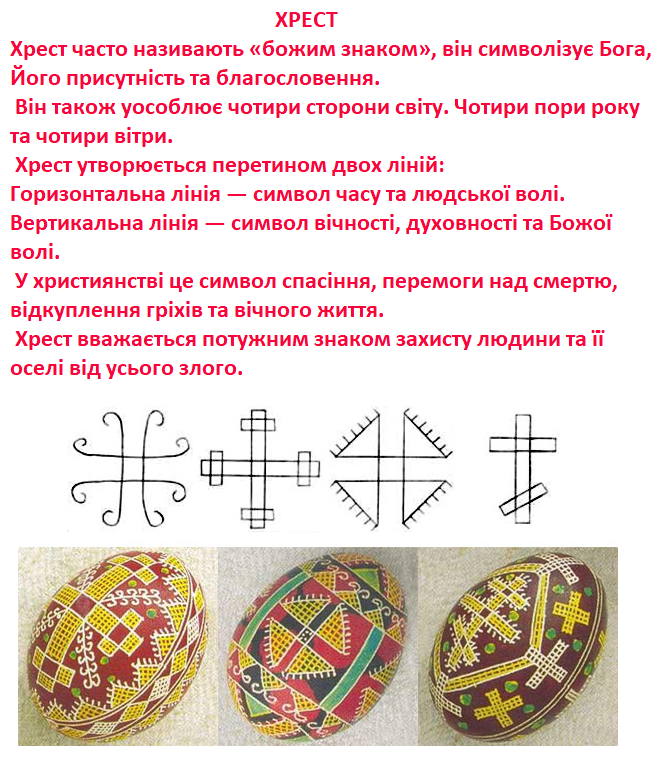 ХРЕСТ
Хрест часто називають «божим знаком», він символізує Бога,
Його присутність та благословення.
Він також уособлює чотири сторони світу. Чотири пори року
та чотири вітри.
Хрест утворюється перетином двох ліній:
Горизонтальна лінія — символ часу та людської волі.
Вертикальна лінія — символ вічності, духовності та Божої
волі.
У християнстві це символ спасіння, перемоги над смертю,
відкуплення гріхів та вічного життя.
Хрест вважається потужним знаком захисту людини та її
оселі від усього злого.